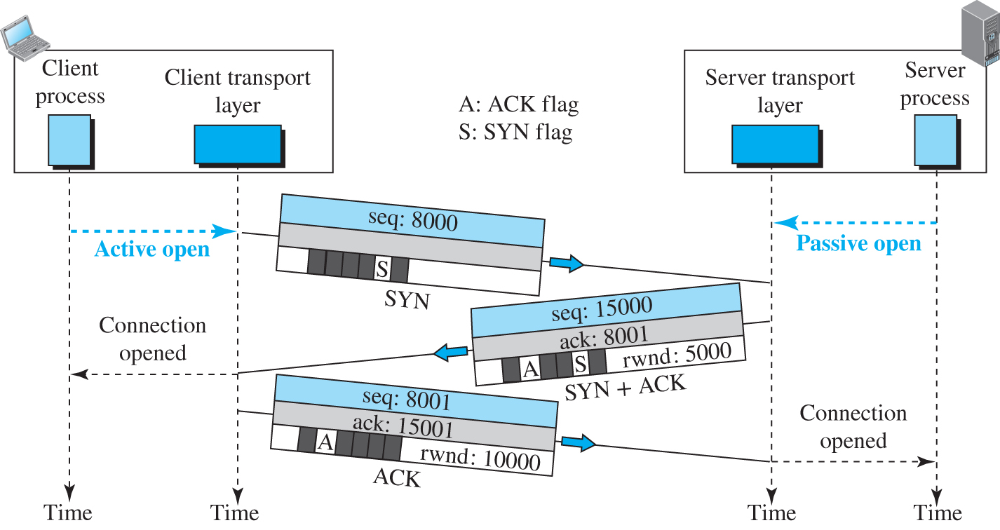 Client
process
Client transport
layer
A: ACK flag
S: SYN flag
Server transport
layer
Server
process
Active open
seq: 8000
S
SYN
Passive open
seq: 15000
ack: 8001
A
S
rwnd: 5000
SYN + ACK
Connection
opened
seq: 8001
ack: 15001
A
rwnd: 10000
ACK
Connection
opened
Time
Time
Time
Time